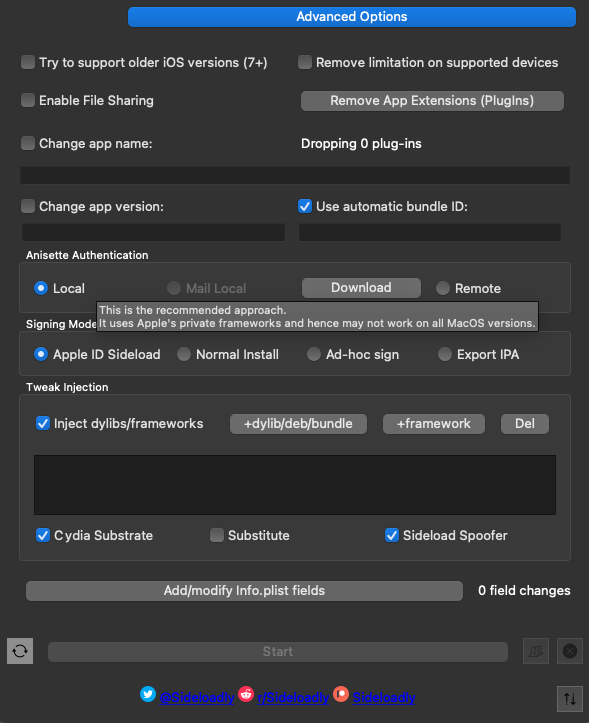 Advanced Options
Try to support older iOS versions (7+)
Remove limitation on supported devices
Enable File Sharing
Remove App Extensions (PlugIns)
Change app name:
Dropping 0 plug-ins
Change app version:
Use automatic bundle ID:
Anisette Authentication
Local
Mail Local
Download
Remote
This is the recommended approach.
It uses Apple's private frameworks and hence may not work on all MacOS versions.
Signing Mode
Apple ID Sideload
Normal Install
Ad-hoc sign
Export IPA
Tweak Injection
Inject dylibs/frameworks
+dylib/deb/bundle
+framework
Del
Cydia Substrate
Substitute
Sideload Spoofer
Add/modify Info.plist fields
0 field changes
Start
@Sideloadly
r/Sideloadly
Sideloadly